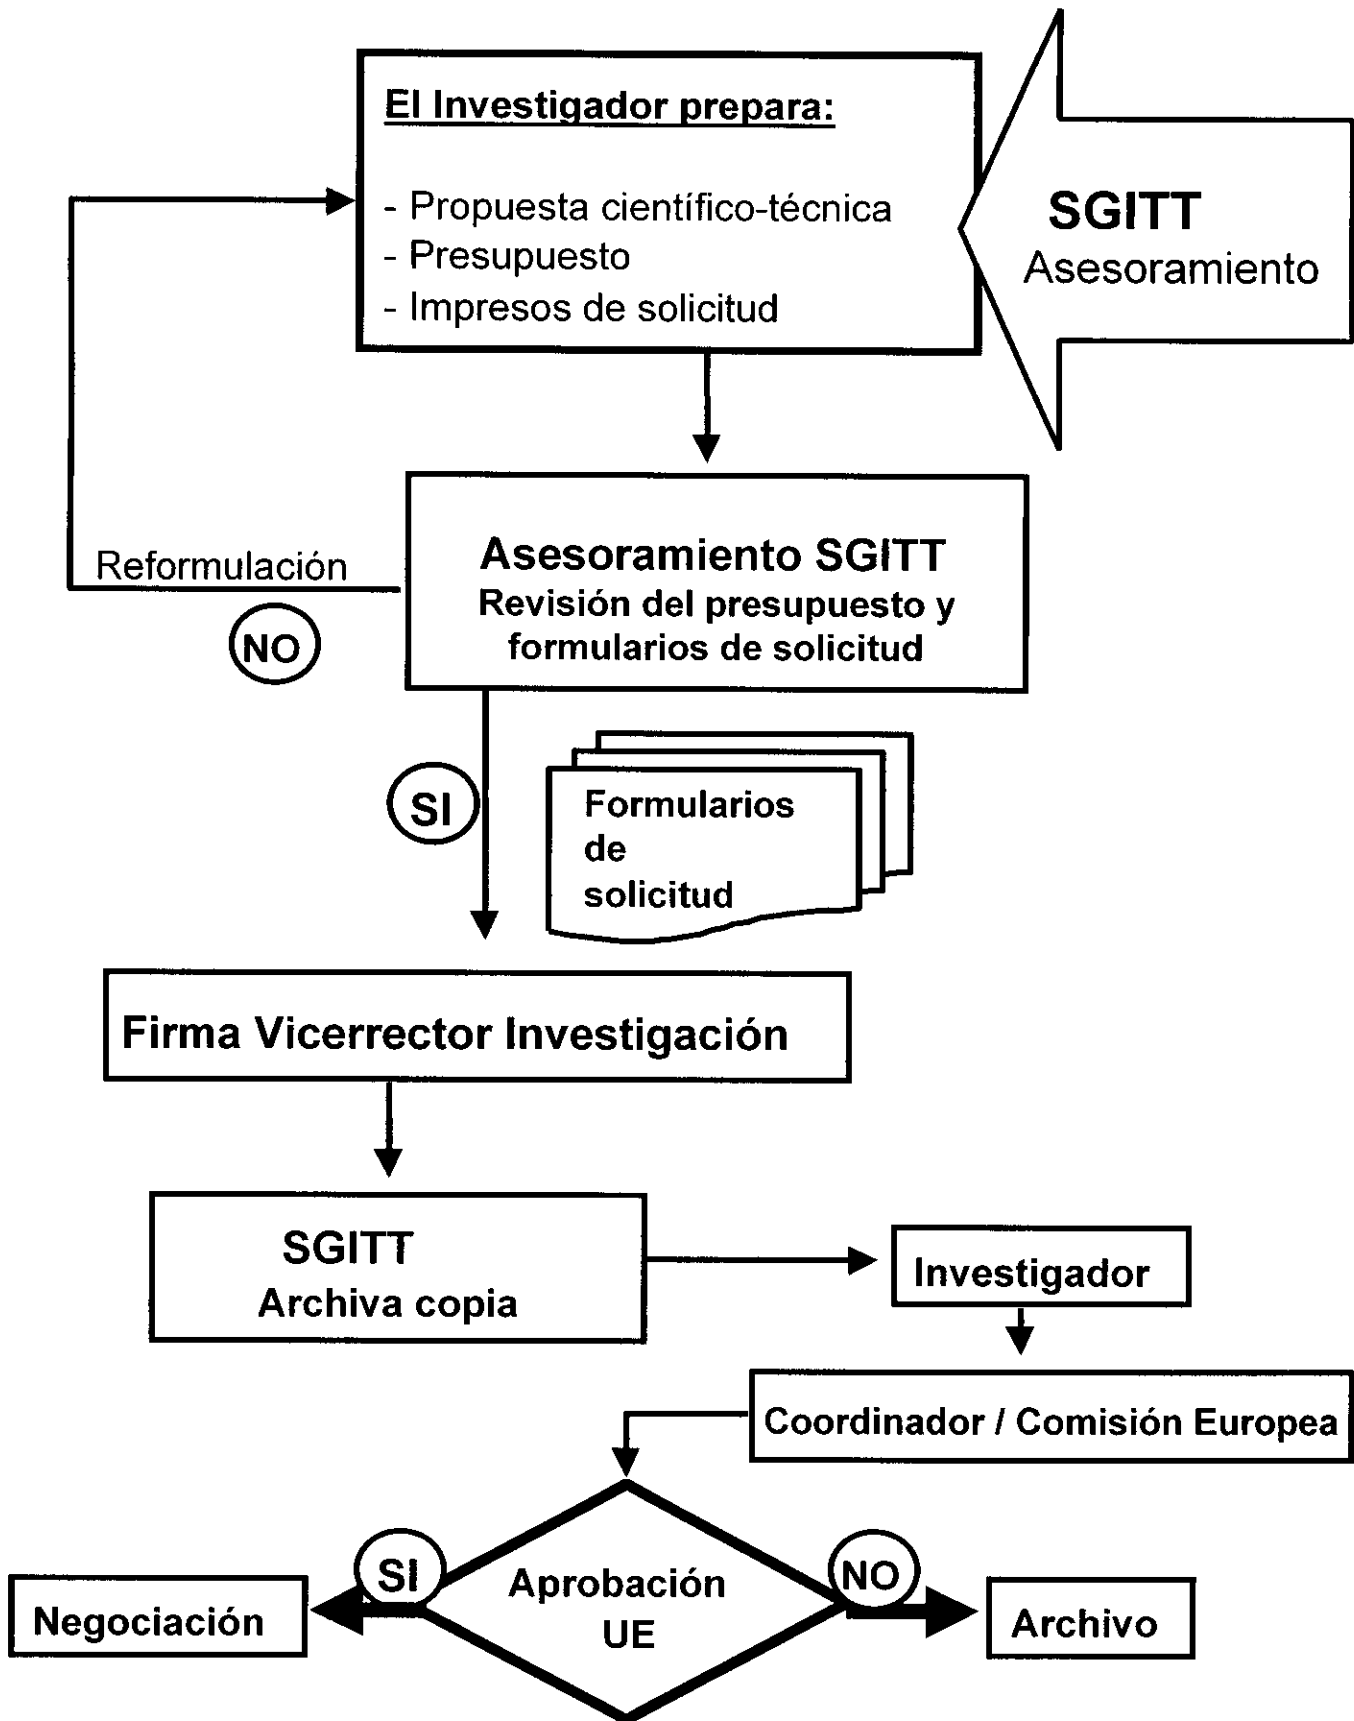 El Investigador prepara:
- Propuesta científico-técnica
- Presupuesto
- Impresos de solicitud
SGITT
Asesoramiento
Asesoramiento SGITT
Revisión del presupuesto y
formularios de solicitud
Reformulación
NO
SI
Formularios
de
solicitud
Firma Vicerrector Investigación
SGITT
Archiva copia
Investigador
Coordinador / Comisión Europea
Aprobación
UE
SI
NO
Negociación
Archivo